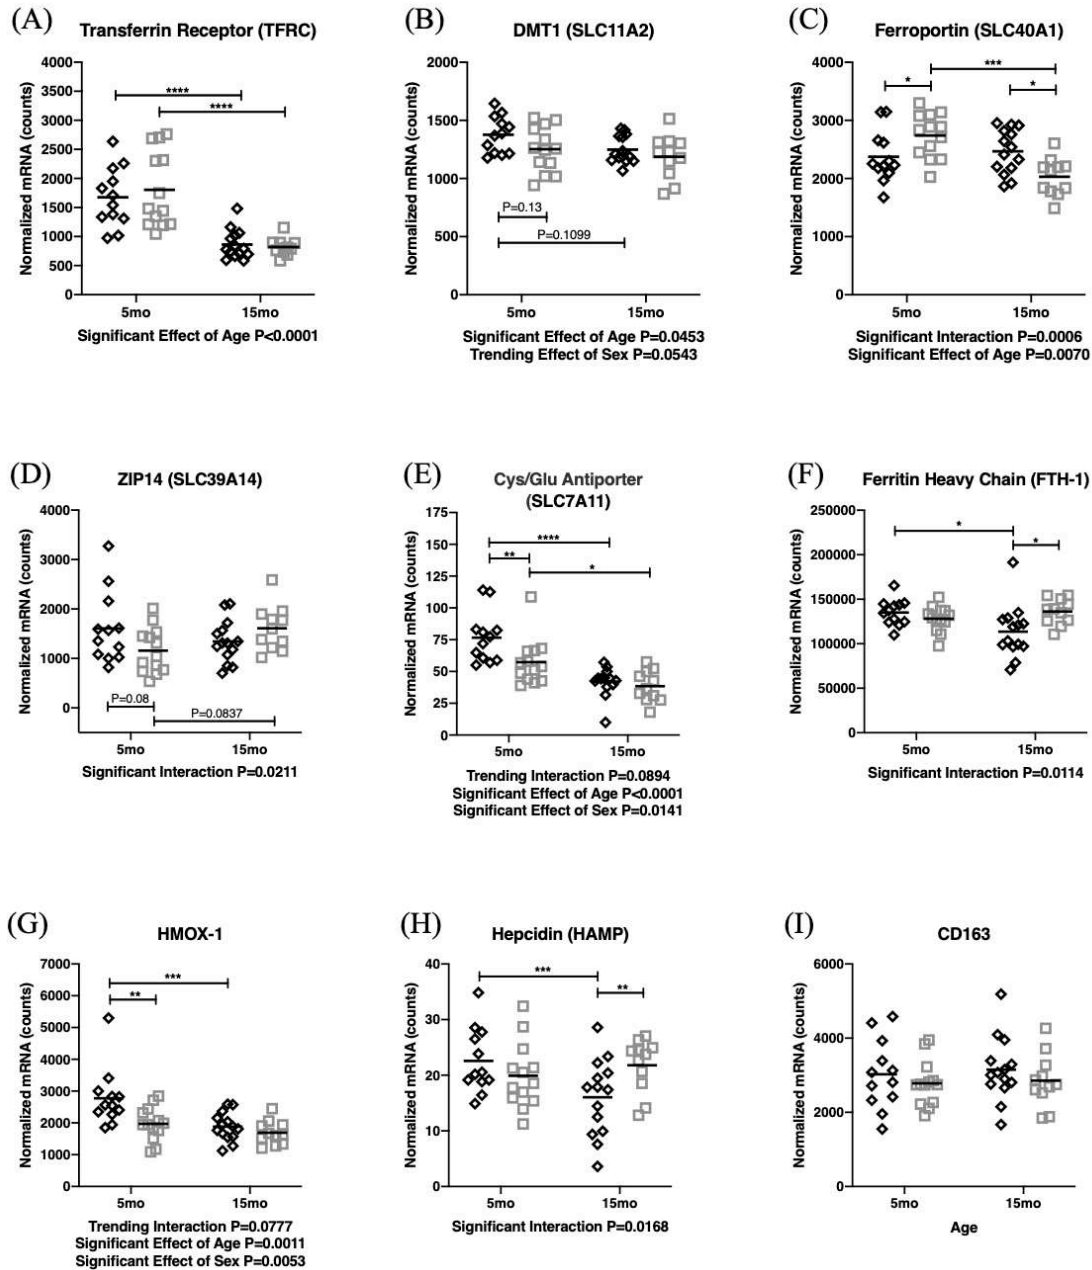 (A)
Transferrin Receptor (TFRC)
Normalized mRNA (counts)
4000
3500
3000
2500
2000
1500
1000
500
0
****
****
5mo 15mo
Significant Effect of Age P<0.0001
(B)
DMT1 (SLC11A2)
Normalized mRNA (counts)
2000
1500
1000
500
0
P=0.13
P=0.1099
5mo 15mo
Significant Effect of Age P=0.0453
Trending Effect of Sex P=0.0543
(C)
Ferroportin (SLC40A1)
Normalized mRNA (counts)
4000
3000
2000
1000
0
***
*
*
5mo 15mo
Significant Interaction P=0.0006
Significant Effect of Age P=0.0070
(D)
ZIP14 (SLC39A14)
Normalized mRNA (counts)
4000
3000
2000
1000
0
P=0.08
P=0.0837
5mo 15mo
Significant Interaction P=0.0211
(E)
Cys/Glu Antiporter
(SLC7A11)
Normalized mRNA (counts)
175
150
125
100
75
50
25
0
****
**
*
5mo 15mo
Trending Interaction P=0.0894
Significant Effect of Age P<0.0001
Significant Effect of Sex P=0.0141
(F)
Ferritin Heavy Chain (FTH-1)
Normalized mRNA (counts)
250000
200000
150000
100000
50000
0
*
*
5mo 15mo
Significant Interaction P=0.0114
(G)
HMOX-1
Normalized mRNA (counts)
7000
6000
5000
4000
3000
2000
1000
0
***
**
5mo 15mo
Trending Interaction P=0.0777
Significant Effect of Age P=0.0011
Significant Effect of Sex P=0.0053
(H)
Hepcidin (HAMP)
Normalized mRNA (counts)
40
30
20
10
0
***
**
5mo 15mo
Significant Interaction P=0.0168
(I)
CD163
Normalized mRNA (counts)
6000
4000
2000
0
5mo 15mo
Age